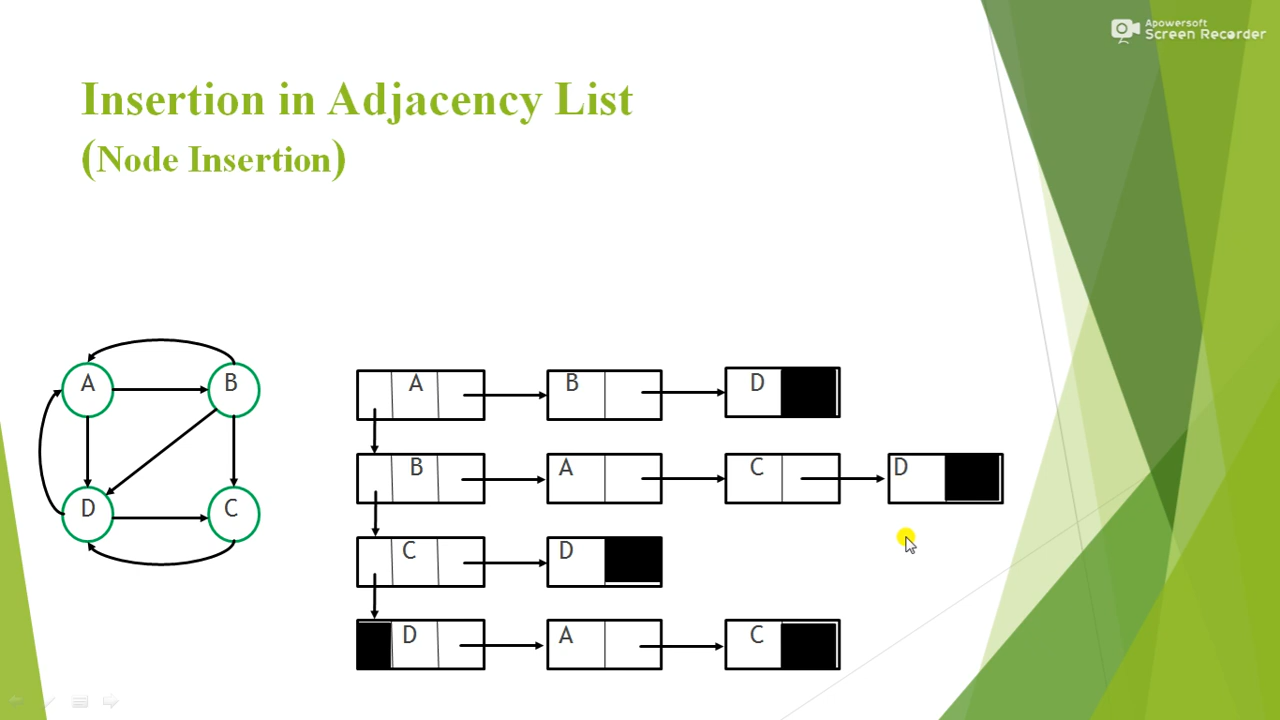 Apowersoft
Screen Recorder
Insertion in Adjacency List
(Node Insertion)
A B
D C
A B D
B A C D
C D
D A C